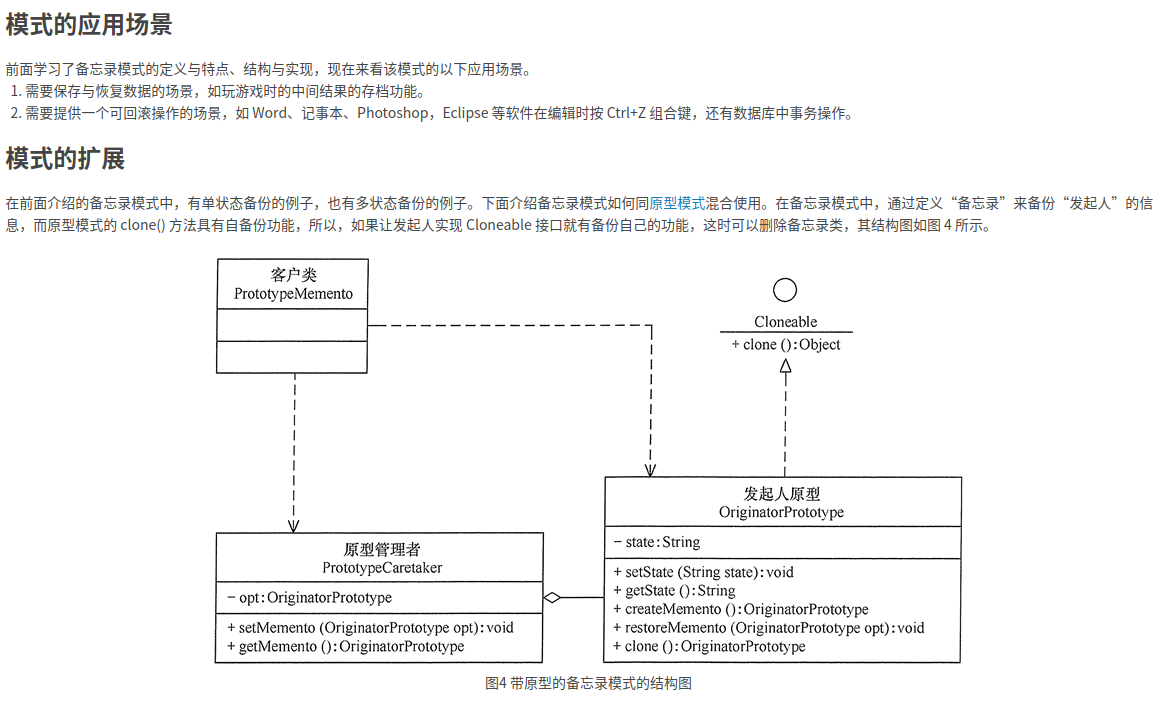 模式的应用场景
前面学习了备忘录模式的定义与特点、结构与实现，现在来看该模式的以下应用场景。
1. 需要保存与恢复数据的场景，如玩游戏时的中间结果的存档功能。
2. 需要提供一个可回滚操作的场景，如 Word、记事本、Photoshop，Eclipse 等软件在编辑时按 Ctrl+Z 组合键，还有数据库中事务操作。
模式的扩展
在前面介绍的备忘录模式中，有单状态备份的例子，也有多状态备份的例子。下面介绍备忘录模式如何同原型模式混合使用。在备忘录模式中，通过定义“备忘录”来备份“发起人”的信
息，而原型模式的 clone() 方法具有自备份功能，所以，如果让发起人实现 Cloneable 接口就有备份自己的功能，这时可以删除备忘录类，其结构图如图 4 所示。
客户类
PrototypeMemento
Cloneable
+ clone ():Object
发起人原型
OriginatorPrototype
- state:String
+ setState (String state):void
+ getState ():String
+ createMemento ():OriginatorPrototype
+ restoreMemento (OriginatorPrototype opt):void
+ clone ():OriginatorPrototype
原型管理者
PrototypeCaretaker
- opt:OriginatorPrototype
+ setMemento (OriginatorPrototype opt):void
+ getMemento ():OriginatorPrototype
图4 带原型的备忘录模式的结构图